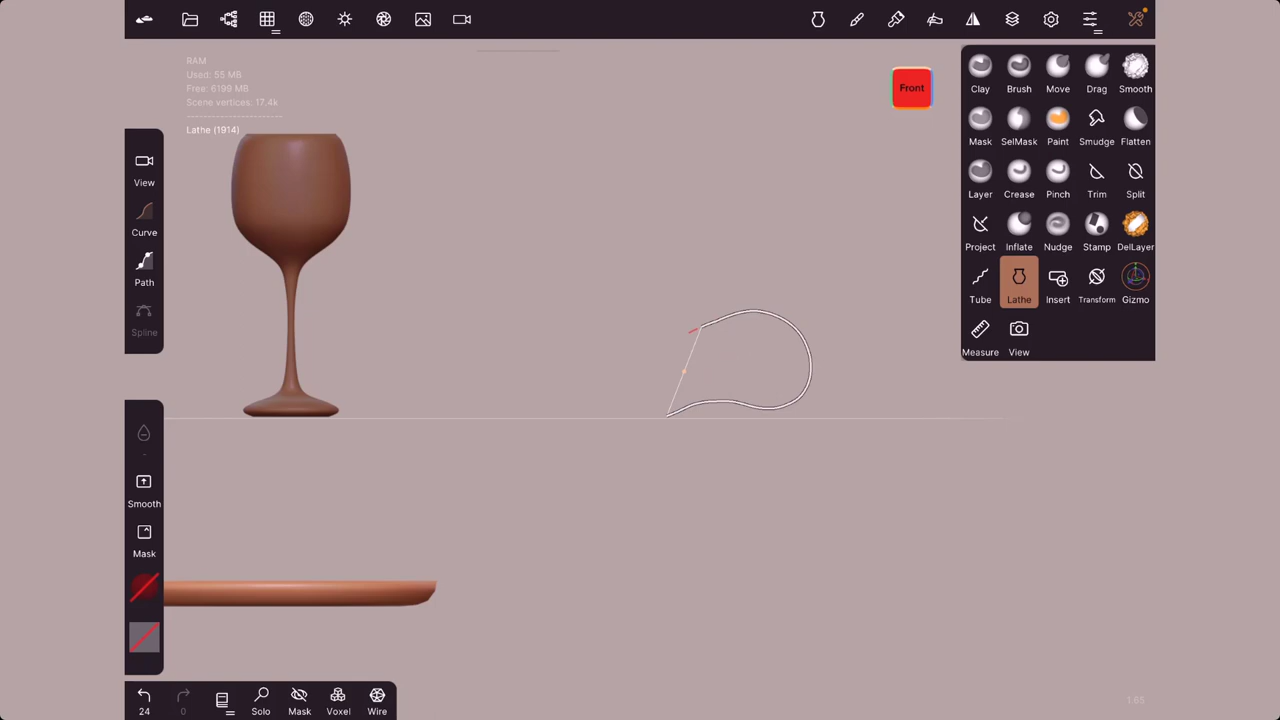 RAM
Used: 55 MB
Free: 6199 MB
Scene vertices: 17.4k
--------------------
Lathe (1914)
Front
View
Curve
Path
Spline
-
Smooth
Mask
24
0
Solo
Mask
Voxel
Wire
Clay
Brush
Move
Drag
Smooth
Mask
SelMask
Paint
Smudge
Flatten
Layer
Crease
Pinch
Trim
Split
Project
Inflate
Nudge
Stamp
DelLayer
Tube
Lathe
Insert
Transform
Gizmo
Measure
View
1.65